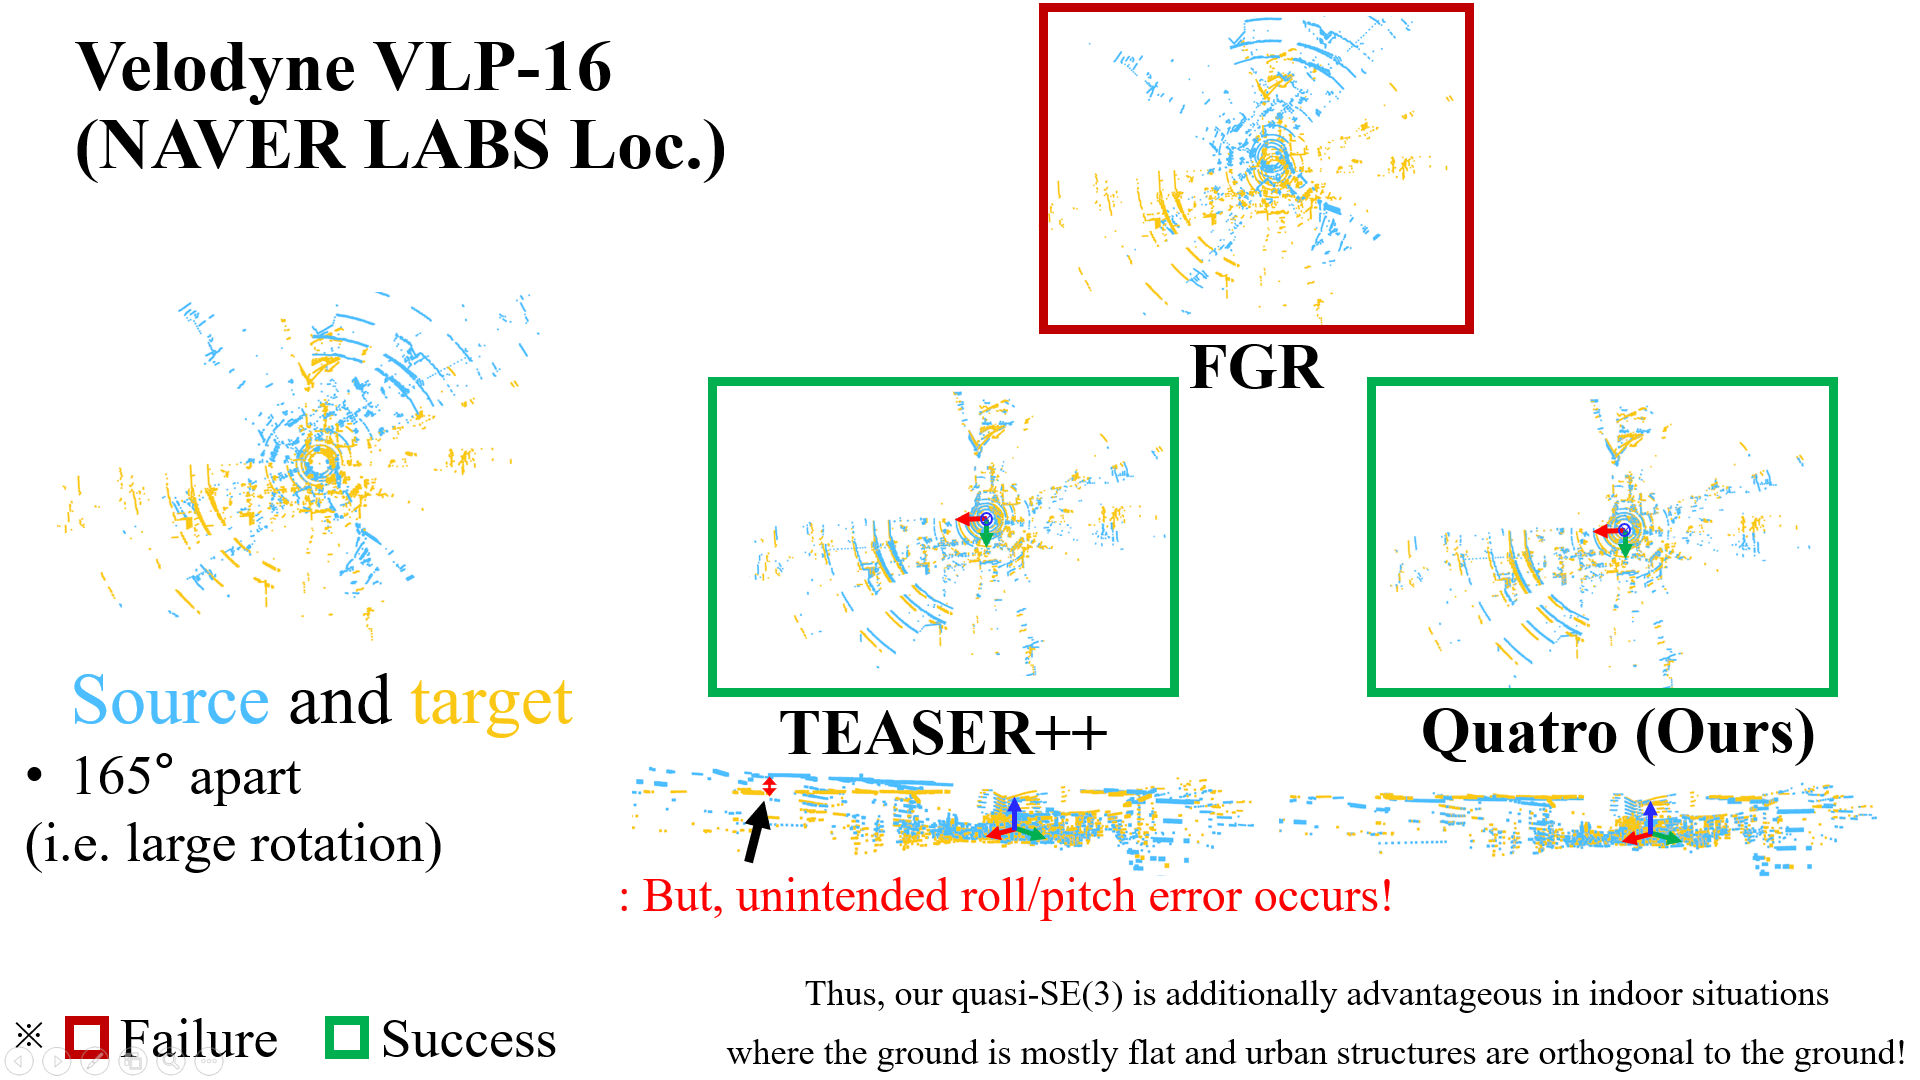 Velodyne VLP-16
(NAVER LABS Loc.)
FGR
Source and target
• 165° apart
(i.e. large rotation)
TEASER++
Quatro (Ours)
: But, unintended roll/pitch error occurs!
Thus, our quasi-SE(3) is additionally advantageous in indoor situations
where the ground is mostly flat and urban structures are orthogonal to the ground!
※ Failure Success